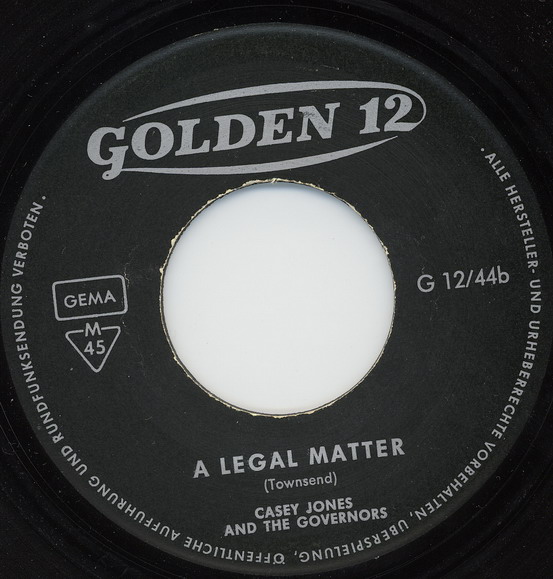 GOLDEN 12
GEMA
M
45
G 12/44b
A LEGAL MATTER
(Townsend)
CASEY JONES
AND THE GOVERNORS
· ALLE HERSTELLER- UND URHEBERRECHTE VORBEHALTEN, ÜBERSPIELUNG, ÖFFENTLICHE AUFFÜHRUNG UND RUNDFUNKSENDUNG VERBOTEN ·